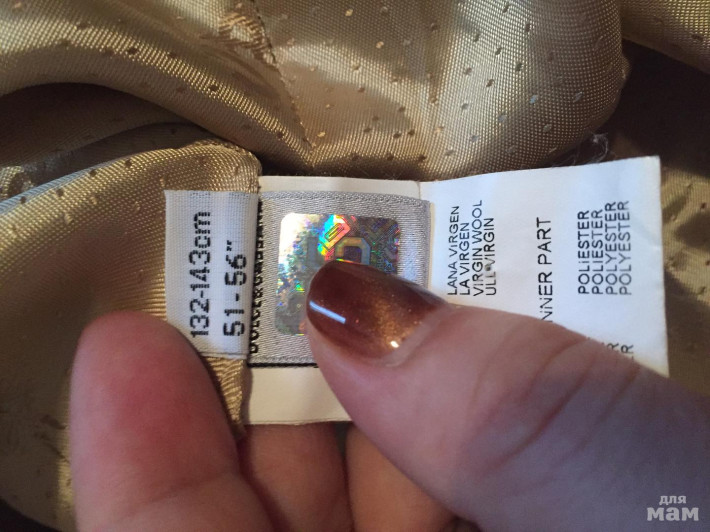 132-143cm
51-56"
LANA VIRGEN
LA VIRGEN
VIRGIN WOOL
ULL VIRGIN
INNER PART
POLIESTER
POLIESTER
POLYESTER
POLYESTER
для
мам